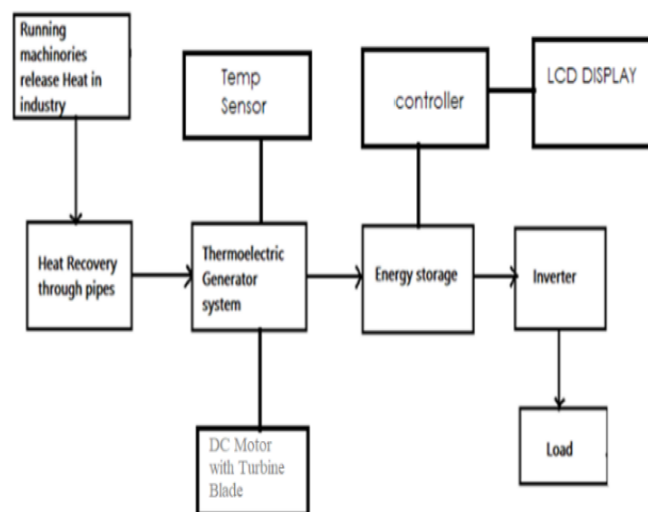 Running
machinories
release Heat in
industry
Temp
Sensor
controller
LCD DISPLAY
Heat Recovery
through pipes
Thermoelectric
Generator
system
Energy storage
Inverter
DC Motor
with Turbine
Blade
Load